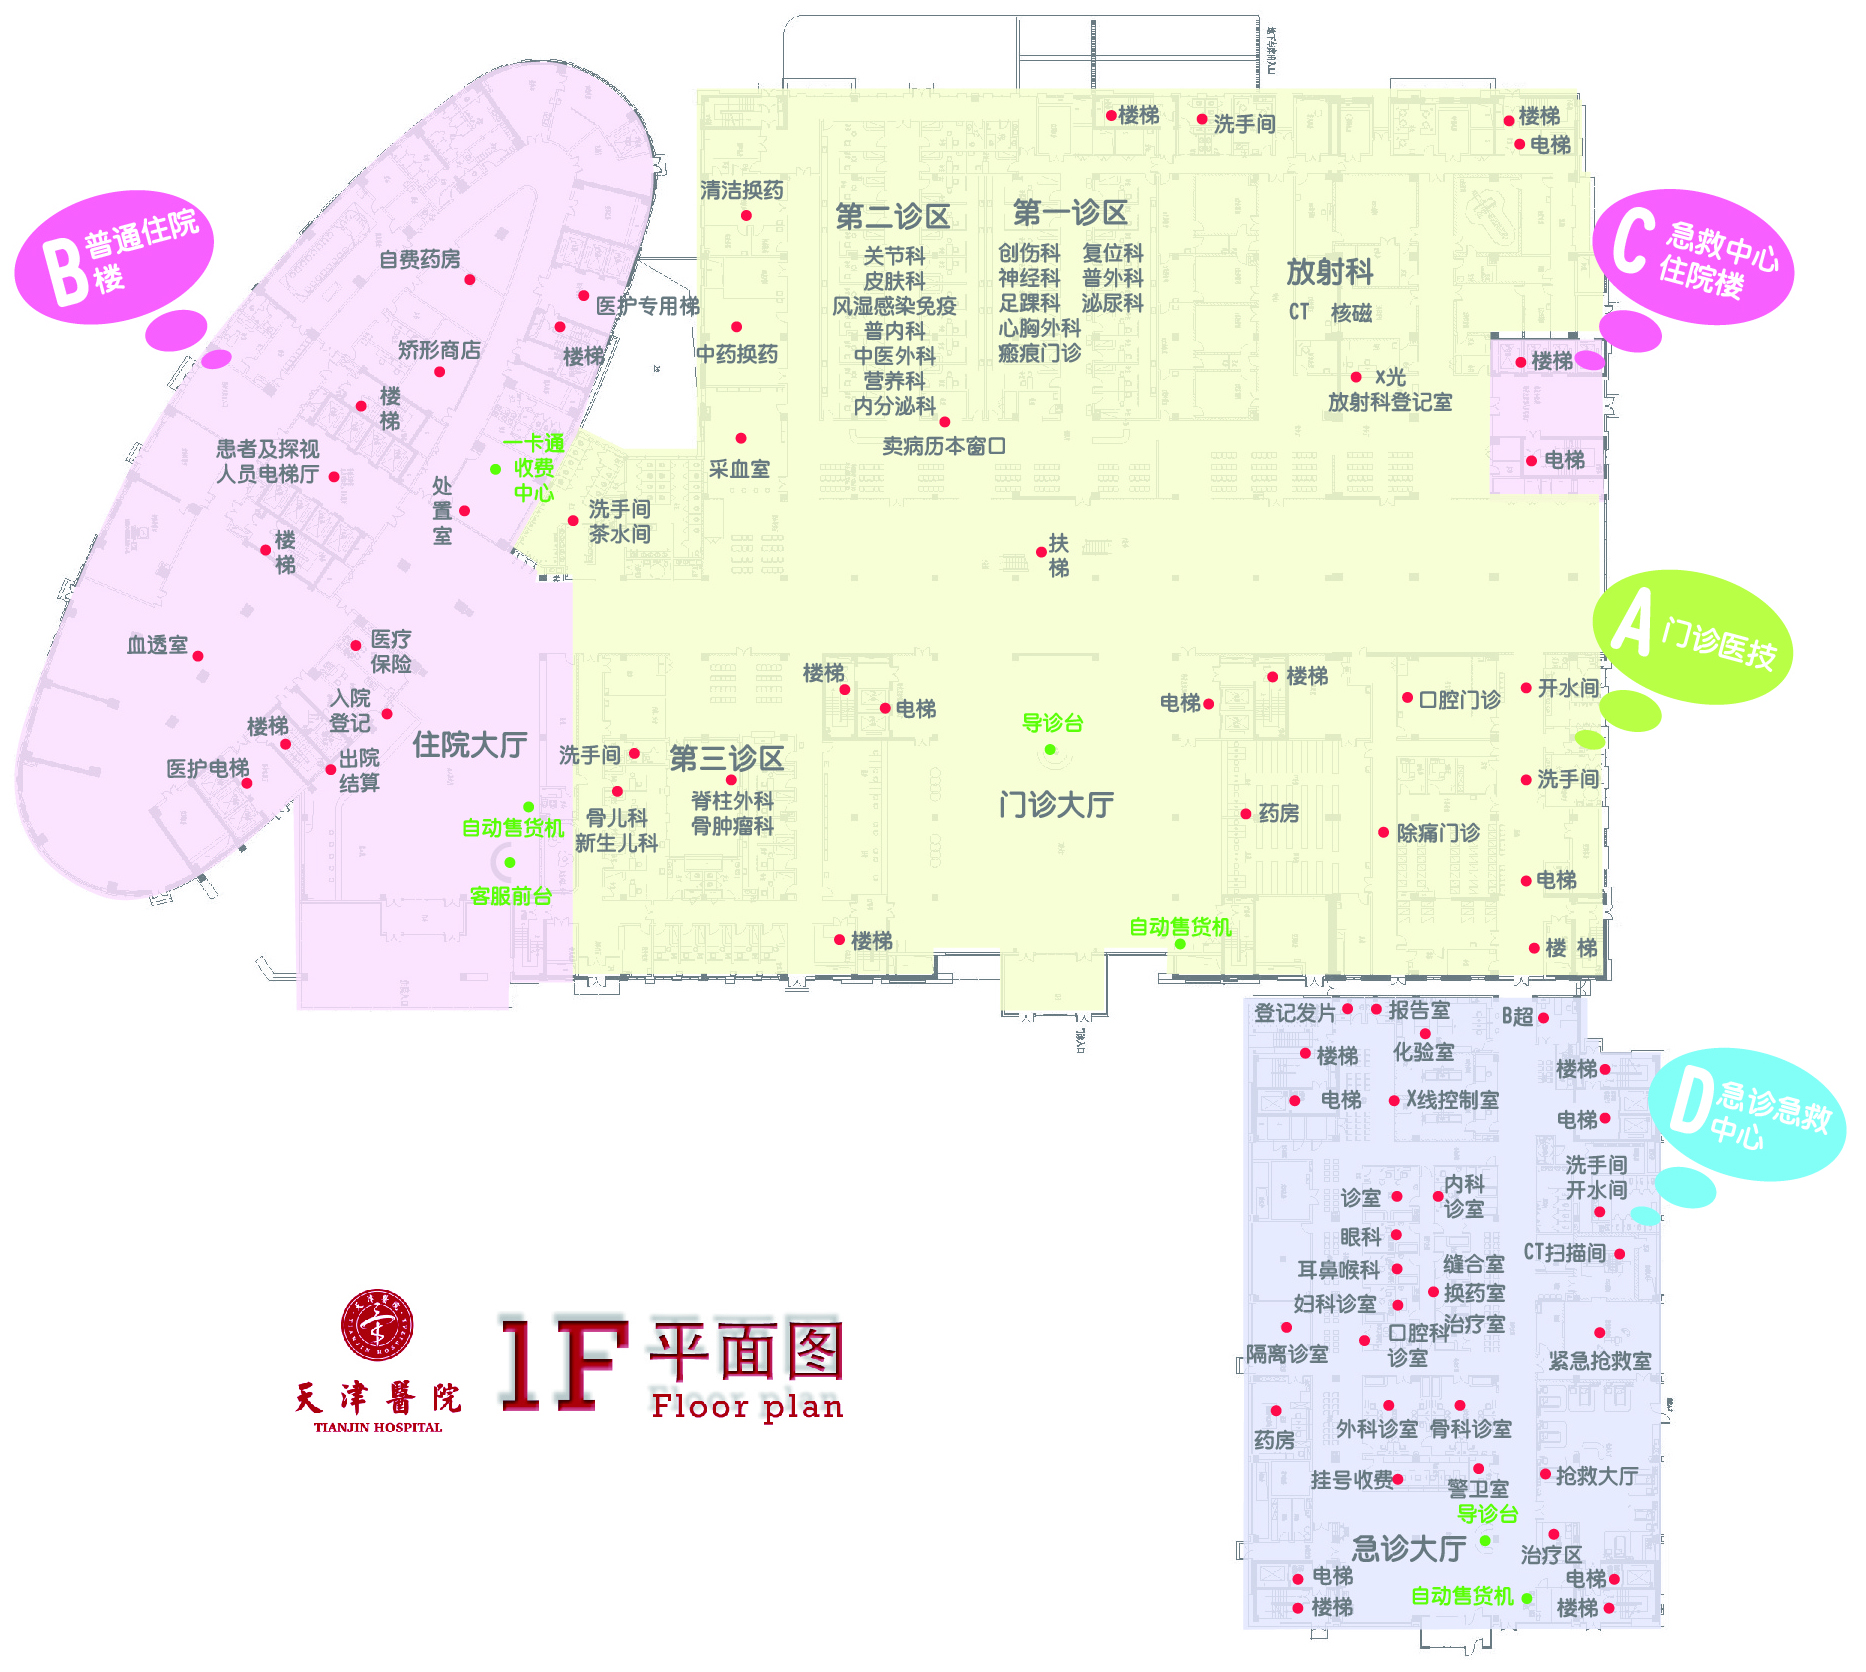 地下车库出入口
楼梯
洗手间
楼梯
电梯
B 普通住院
楼
C 急救中心
住院楼
清洁换药
第二诊区
关节科
皮肤科
风湿感染免疫
普内科
中医外科
营养科
内分泌科
卖病历本窗口
第一诊区
创伤科 复位科
神经科 普外科
足踝科 泌尿科
心胸外科
瘢痕门诊
放射科
CT 核磁
X光
放射科登记室
楼梯
电梯
自费药房
医护专用梯
楼梯
矫形商店
楼
梯
中药换药
采血室
患者及探视
人员电梯厅
一卡通
收费
中心
处
置
室
洗手间
茶水间
楼
梯
扶
梯
血透室
医疗
保险
入院
登记
楼梯
出院
结算
医护电梯
住院大厅
自动售货机
客服前台
A 门诊医技
楼梯
电梯
洗手间
第三诊区
脊柱外科
骨肿瘤科
骨儿科
新生儿科
楼梯
导诊台
门诊大厅
电梯
楼梯
药房
自动售货机
口腔门诊
开水间
洗手间
除痛门诊
电梯
楼 梯
门诊入口
登记发片
报告室
B超
楼梯
化验室
楼梯
电梯
X线控制室
电梯
D 急诊急救
中心
洗手间
开水间
诊室
内科
诊室
眼科
CT扫描间
耳鼻喉科
缝合室
换药室
治疗室
妇科诊室
隔离诊室
口腔科
诊室
紧急抢救室
药房
外科诊室
骨科诊室
挂号收费
警卫室
抢救大厅
导诊台
急诊大厅
治疗区
电梯
自动售货机
电梯
楼梯
楼梯
天津醫院
TIANJIN HOSPITAL
天津醫院
TIANJIN HOSPITAL
1F 平面图
Floor plan